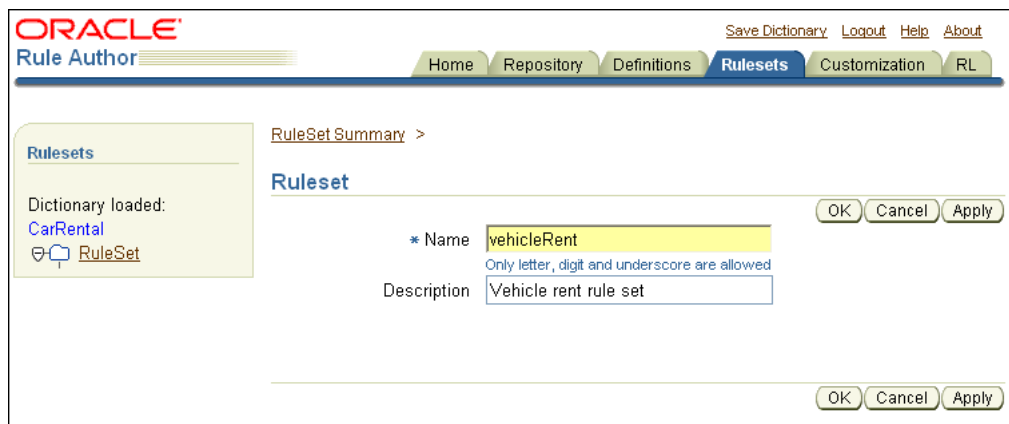 ORACLE
Rule Author
Save Dictionary Logout Help About
Home Repository Definitions Rulesets Customization RL
Rulesets
Dictionary loaded:
CarRental
RuleSet
RuleSet Summary >
Ruleset
OK Cancel Apply
* Name vehicleRent
Only letter, digit and underscore are allowed
Description Vehicle rent rule set
OK Cancel Apply